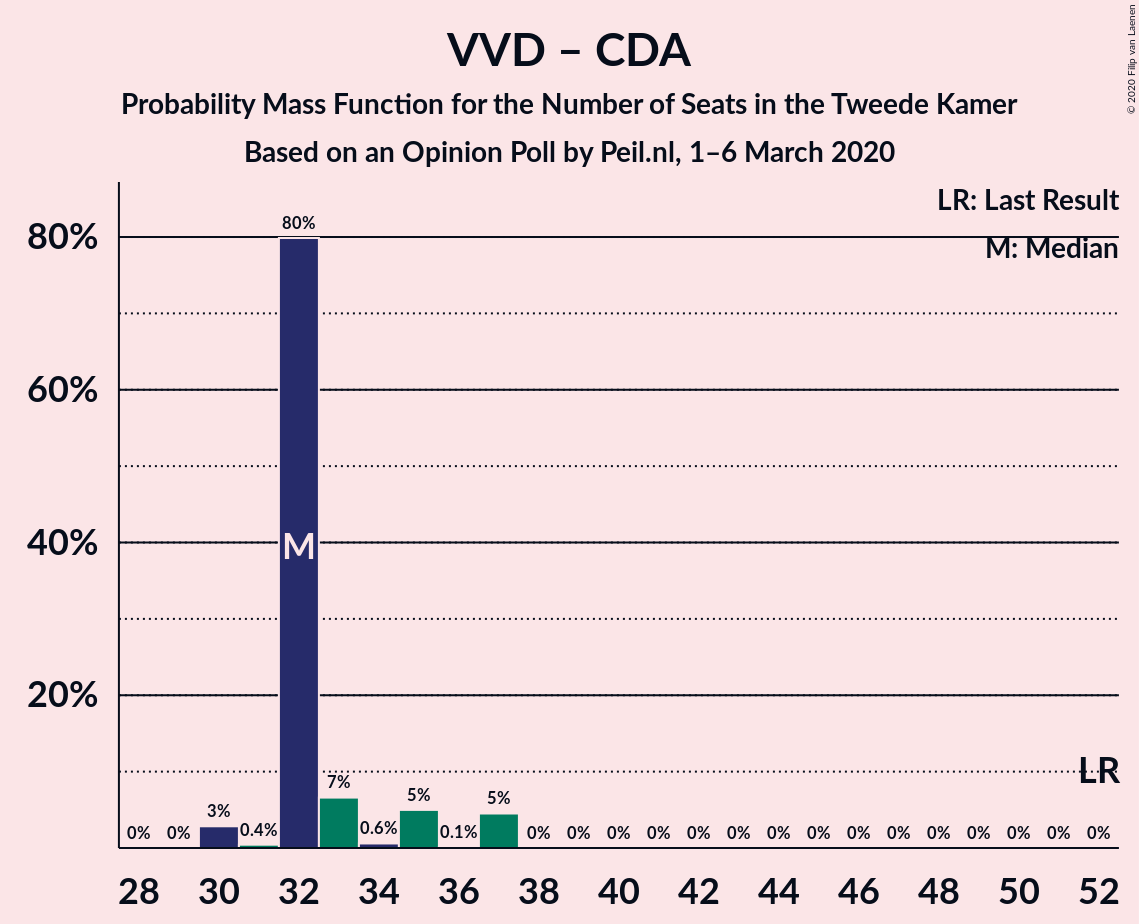 VVD – CDA
Probability Mass Function for the Number of Seats in the Tweede Kamer
Based on an Opinion Poll by Peil.nl, 1–6 March 2020
© 2020 Filip van Laenen
LR: Last Result
M: Median
80%
60%
40%
20%
0% 0% 3% 0.4% 80% 7% 0.6% 5% 0.1% 5% 0% 0% 0% 0% 0% 0% 0% 0% 0% 0% 0% 0% 0% 0% 0%
M
LR
28 30 32 34 36 38 40 42 44 46 48 50 52